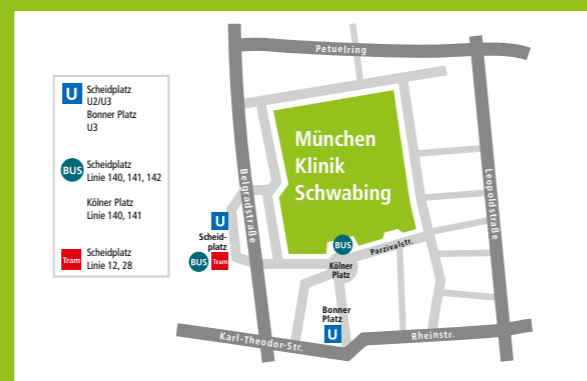 Petuelring
U
Scheidplatz
U2/U3
Bonner Platz
U3
BUS
Scheidplatz
Linie 140, 141, 142
Kölner Platz
Linie 140, 141
Tram
Scheidplatz
Linie 12, 28
München
Klinik
Schwabing
Belgradstraße
Leopoldstraße
U
Scheid-
platz
BUS
Tram
BUS
Kölner
Platz
Parzivalstr.
Bonner
Platz
U
Karl-Theodor-Str.
Rheinstr.